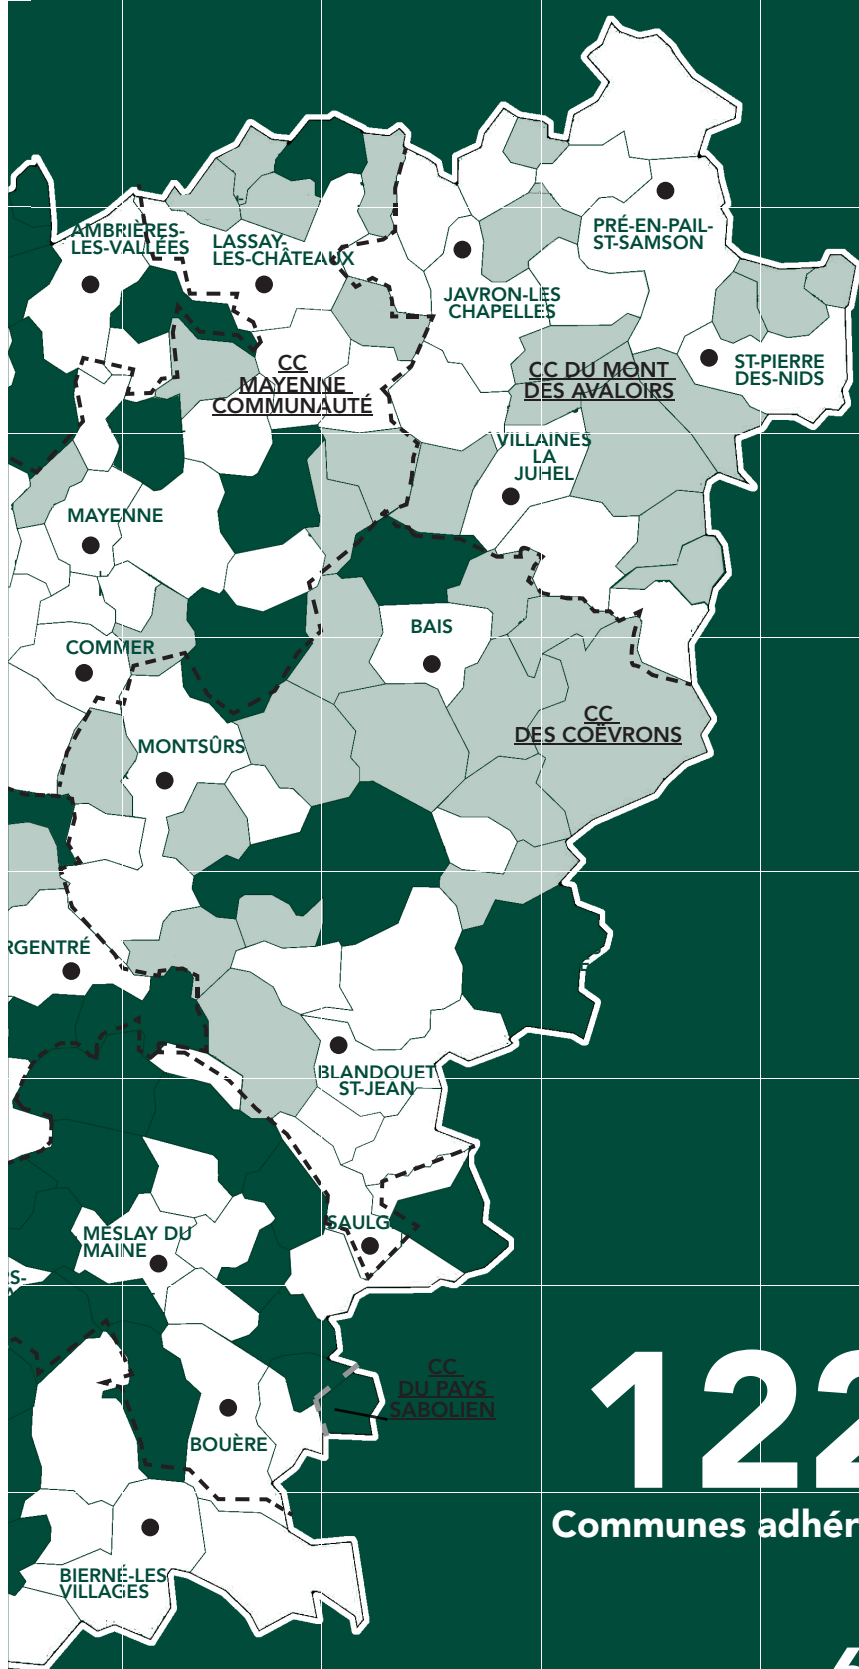 AMBRIÈRES-
LES-VALLÉES
LASSAY-
LES-CHÂTEAUX
PRÉ-EN-PAIL-
ST-SAMSON
JAVRON-LES
CHAPELLES
CC
MAYENNE
COMMUNAUTÉ
CC DU MONT
DES AVALOIRS
ST-PIERRE
DES-NIDS
VILLAINES
LA
JUHEL
MAYENNE
BAIS
COMMER
CC
DES COËVRONS
MONTSÛRS
RGENTRÉ
BLANDOUET
ST-JEAN
SAULG
MESLAY DU
MAINE
S-
CC
DU PAYS
SABOLIEN
BOUÈRE
122
Communes adhér
BIERNÉ-LES
VILLAGES